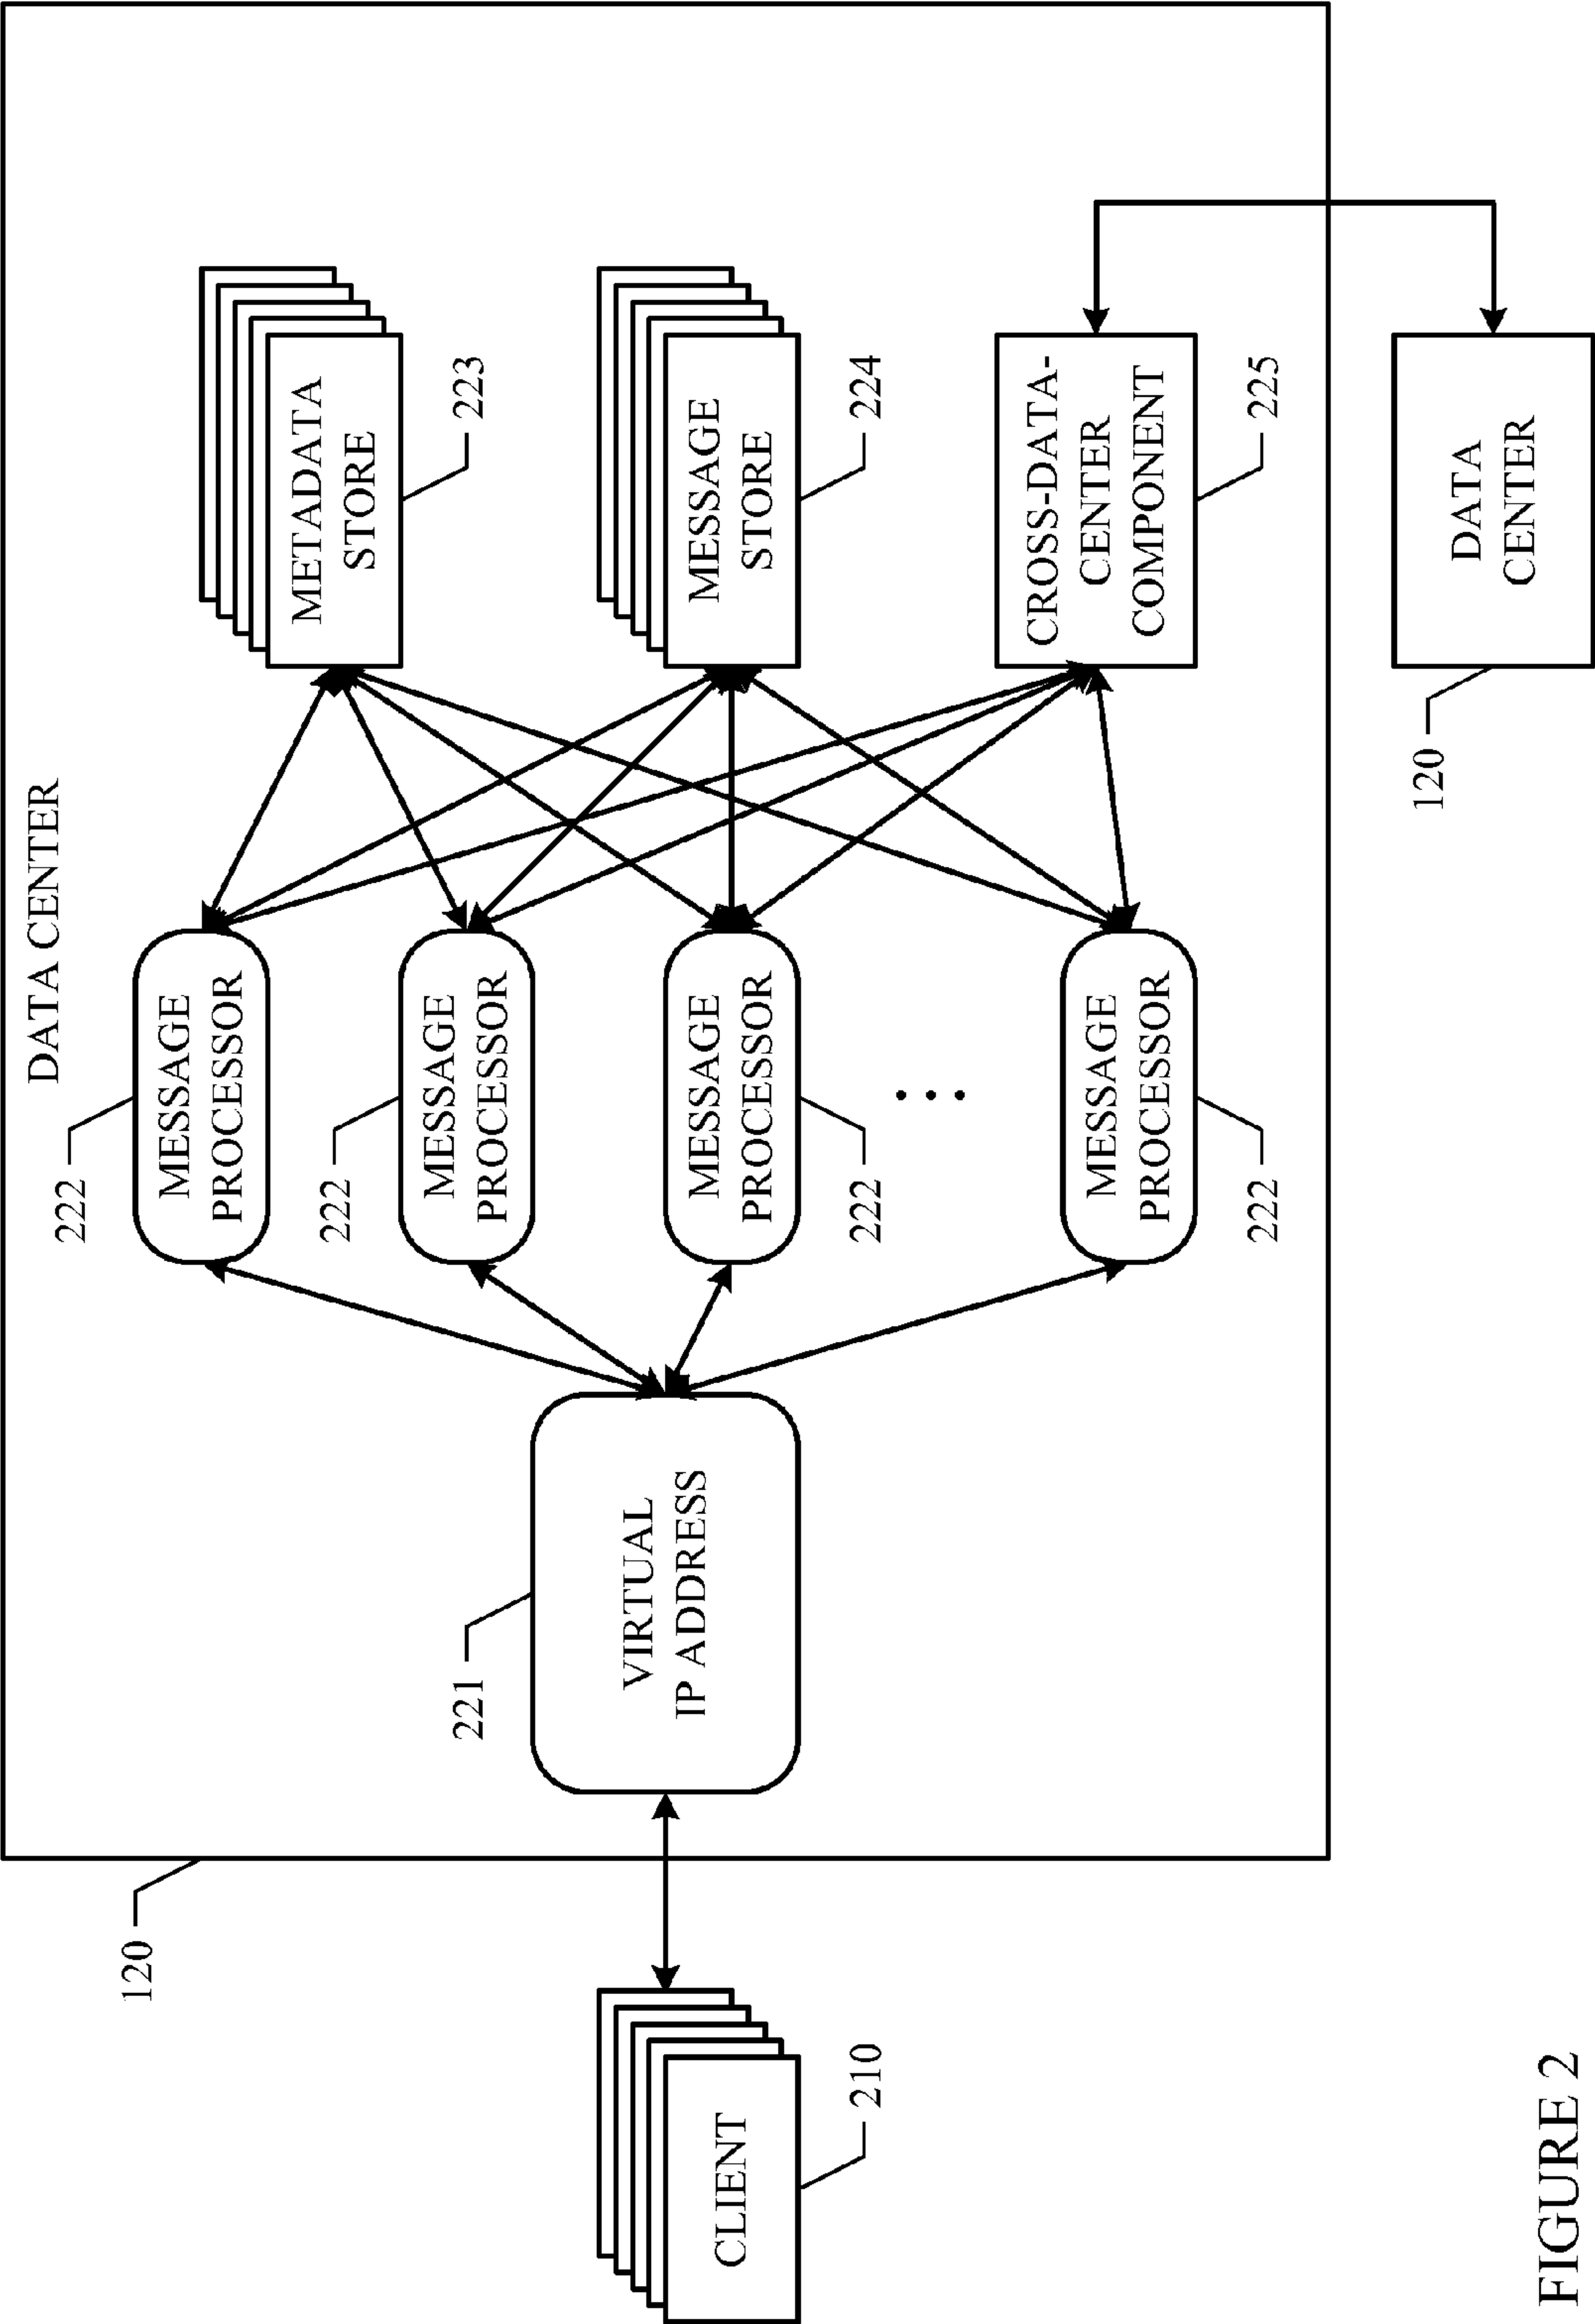 DATA CENTER
120
222
MESSAGE
PROCESSOR
METADATA
STORE
223
222
MESSAGE
PROCESSOR
221
VIRTUAL
IP ADDRESS
CLIENT
210
MESSAGE
PROCESSOR
222
MESSAGE
STORE
224
. . .
MESSAGE
PROCESSOR
222
CROSS-DATA-
CENTER
COMPONENT
225
120
DATA
CENTER
FIGURE 2